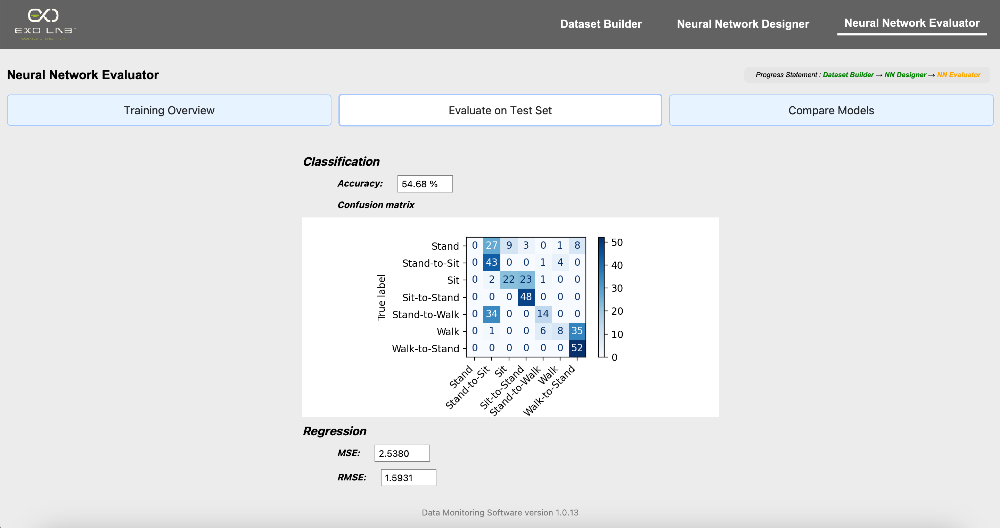 EXO LAB
Dataset Builder
Neural Network Designer
Neural Network Evaluator
Neural Network Evaluator
Progress Statement : Dataset Builder → NN Designer → NN Evaluator
Training Overview
Evaluate on Test Set
Compare Models
Classification
Accuracy: 54.68 %
Confusion matrix
True label
Stand 0 27 9 3 0 1 8
Stand-to-Sit 0 43 0 0 1 4 0
Sit 0 2 22 23 1 0 0
Sit-to-Stand 0 0 0 48 0 0 0
Stand-to-Walk 0 34 0 0 14 0 0
Walk 0 1 0 0 6 8 35
Walk-to-Stand 0 0 0 0 0 0 52
Stand
Stand-to-Sit
Sit
Sit-to-Stand
Stand-to-Walk
Walk
Walk-to-Stand
50
40
30
20
10
0
Regression
MSE: 2.5380
RMSE: 1.5931
Data Monitoring Software version 1.0.13